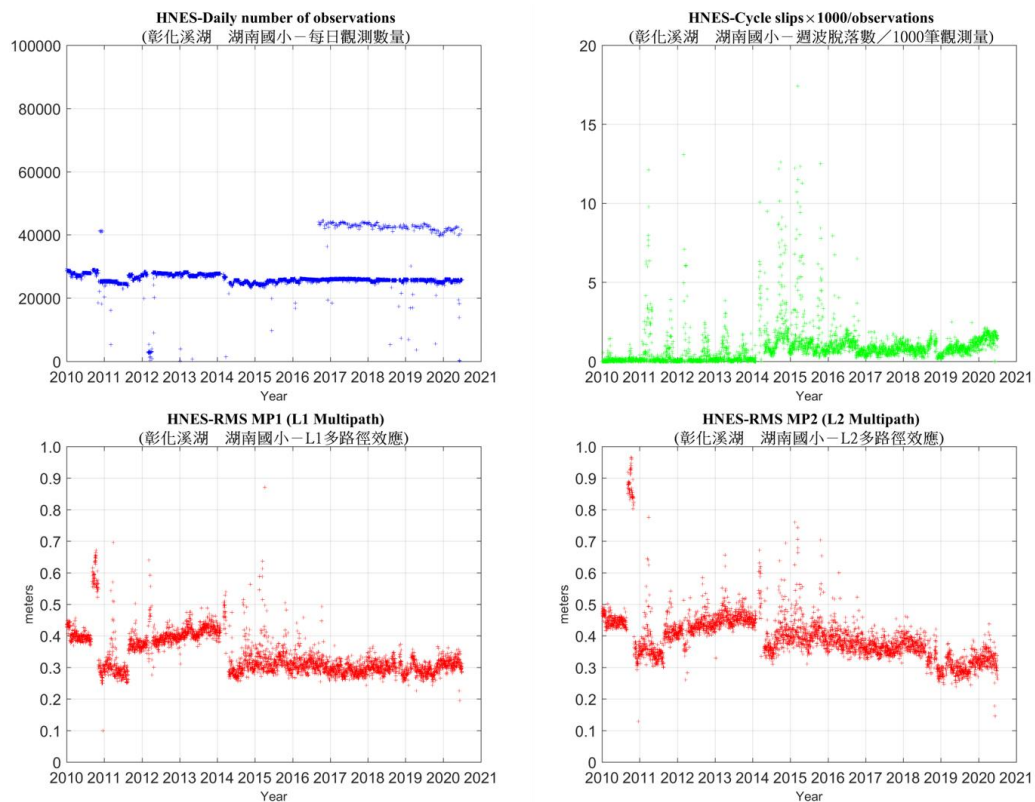 HNES-Daily number of observations
(彰化溪湖　湖南國小－每日觀測數量)
100000
80000
60000
40000
20000
0
2010 2011 2012 2013 2014 2015 2016 2017 2018 2019 2020 2021
Year
HNES-Cycle slips×1000/observations
(彰化溪湖　湖南國小－週波脫落數／1000筆觀測量)
20
15
10
5
0
2010 2011 2012 2013 2014 2015 2016 2017 2018 2019 2020 2021
Year
HNES-RMS MP1 (L1 Multipath)
(彰化溪湖　湖南國小－L1多路徑效應)
meters
1.0
0.9
0.8
0.7
0.6
0.5
0.4
0.3
0.2
0.1
0
2010 2011 2012 2013 2014 2015 2016 2017 2018 2019 2020 2021
Year
HNES-RMS MP2 (L2 Multipath)
(彰化溪湖　湖南國小－L2多路徑效應)
meters
1.0
0.9
0.8
0.7
0.6
0.5
0.4
0.3
0.2
0.1
0
2010 2011 2012 2013 2014 2015 2016 2017 2018 2019 2020 2021
Year